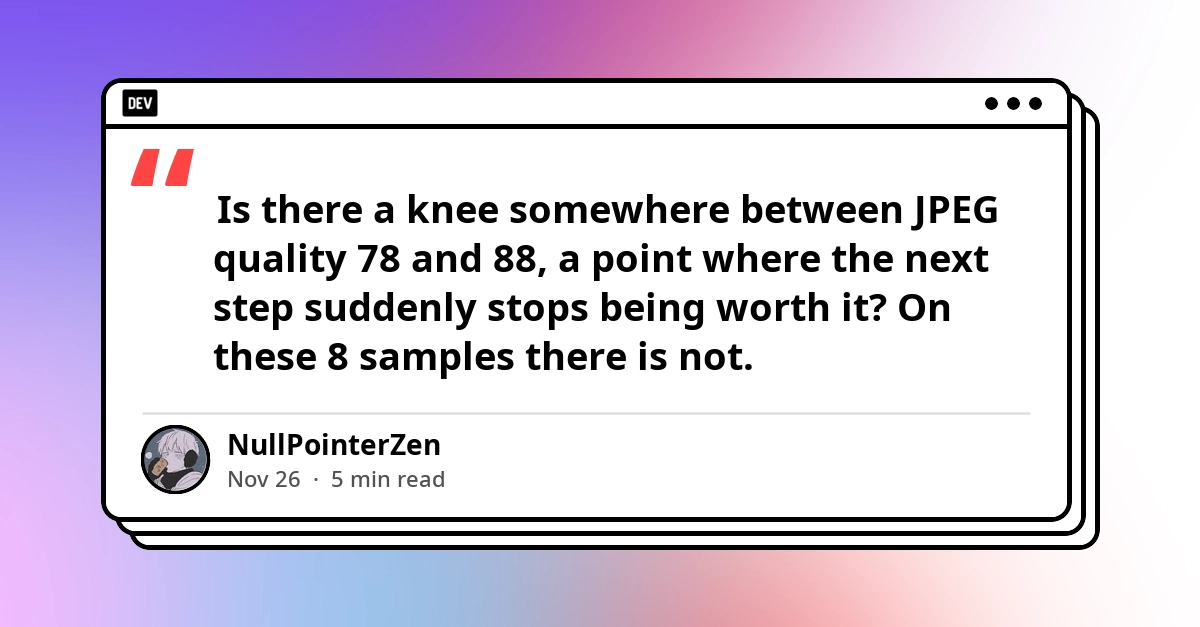 DEV
“
Is there a knee somewhere between JPEG
quality 78 and 88, a point where the next
step suddenly stops being worth it? On
these 8 samples there is not.
NullPointerZen
Nov 26 · 5 min read